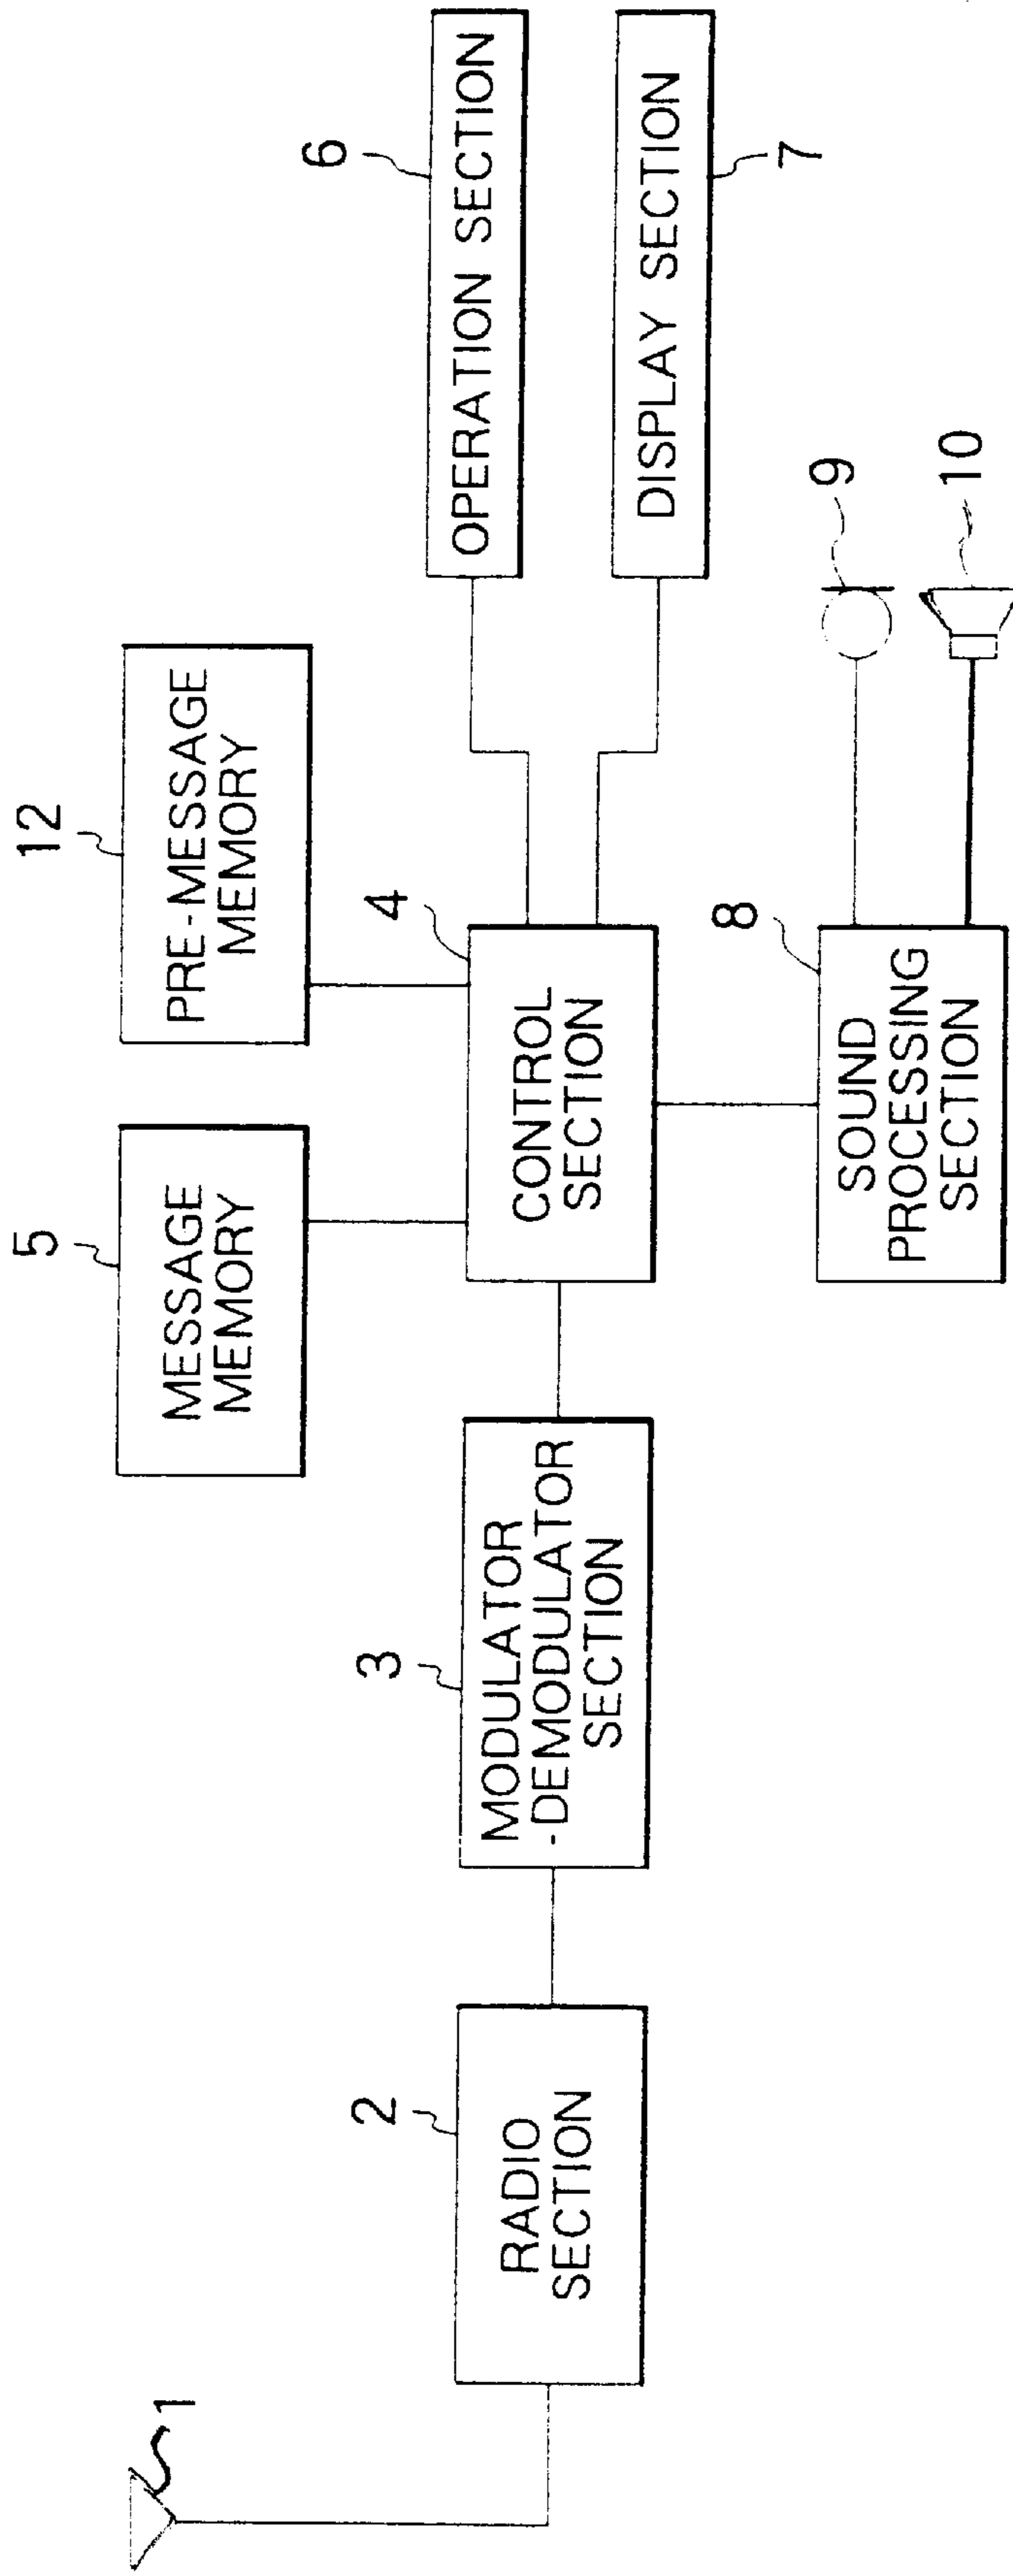 1
2
RADIO
SECTION
3
MODULATOR
-DEMODULATOR
SECTION
5
MESSAGE
MEMORY
12
PRE-MESSAGE
MEMORY
4
CONTROL
SECTION
6
OPERATION SECTION
DISPLAY SECTION
7
8
SOUND
PROCESSING
SECTION
9
10